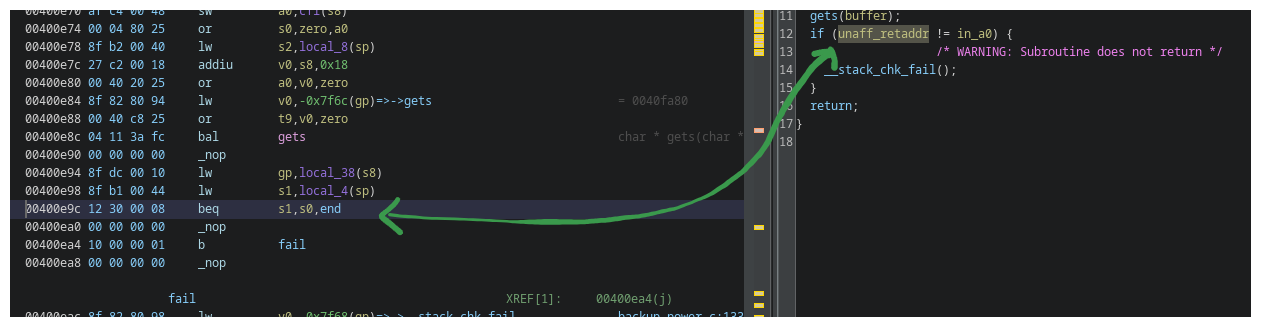 00400e70 af c4 00 48 sw a0,cf1(s8)
00400e74 00 04 80 25 or s0,zero,a0
00400e78 8f b2 00 40 lw s2,local_8(sp)
00400e7c 27 c2 00 18 addiu v0,s8,0x18
00400e80 00 40 20 25 or a0,v0,zero
00400e84 8f 82 80 94 lw v0,-0x7f6c(gp)=>->gets = 0040fa80
00400e88 00 40 c8 25 or t9,v0,zero
00400e8c 04 11 3a fc bal gets char * gets(char *
00400e90 00 00 00 00 _nop
00400e94 8f dc 00 10 lw gp,local_38(s8)
00400e98 8f b1 00 44 lw s1,local_4(sp)
00400e9c 12 30 00 08 beq s1,s0,end
00400ea0 00 00 00 00 _nop
00400ea4 10 00 00 01 b fail
00400ea8 00 00 00 00 _nop
fail XREF[1]: 00400ea4(j)
00400eac 8f 82 80 98 lw v0,-0x7f68(gp)=>->__stack_chk_fail backup_power.c:133
11 gets(buffer);
12 if (unaff_retaddr != in_a0) {
13 /* WARNING: Subroutine does not return */
14 __stack_chk_fail();
15 }
16 return;
17 }
18